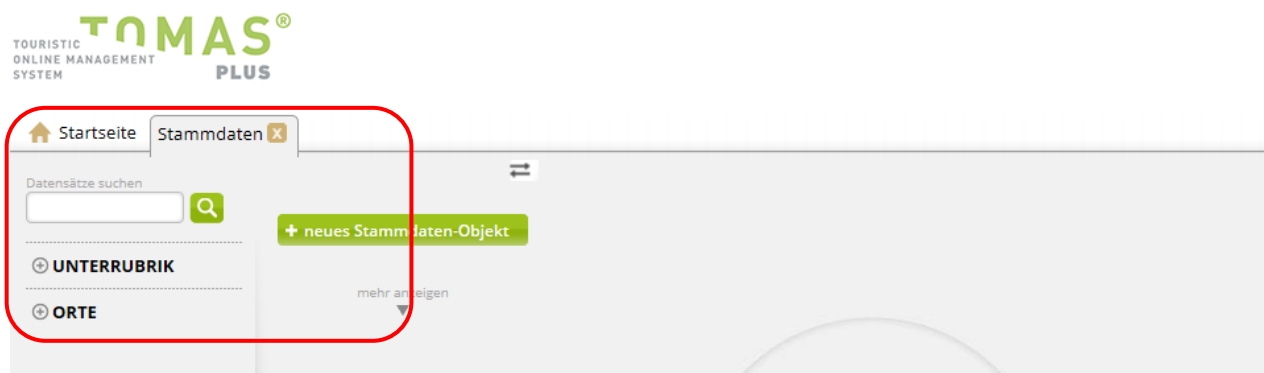 TOMAS®
TOURISTIC
ONLINE MANAGEMENT
SYSTEM
PLUS
Startseite
Stammdaten X
Datensätze suchen
+ neues Stammdaten-Objekt
UNTERRUBRIK
mehr anzeigen
ORTE